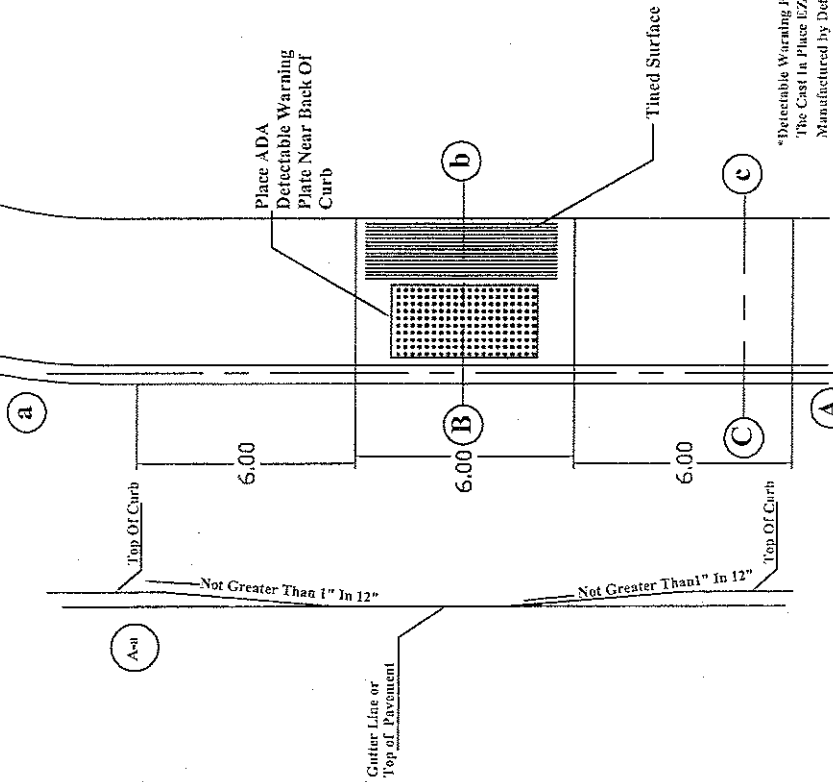 a
Place ADA
Detectable Warning
Plate Near Back Of
Curb
Top Of Curb
Not Greater Than 1" In 12"
6.00
A-a
b
B
6.00
Gutter Line or
Top of Pavement
Tined Surface
c
C
6.00
Not Greater Than1" In 12"
Top Of Curb
A
*Detectable Warning
The Cast In Place EZ
Manufactured by